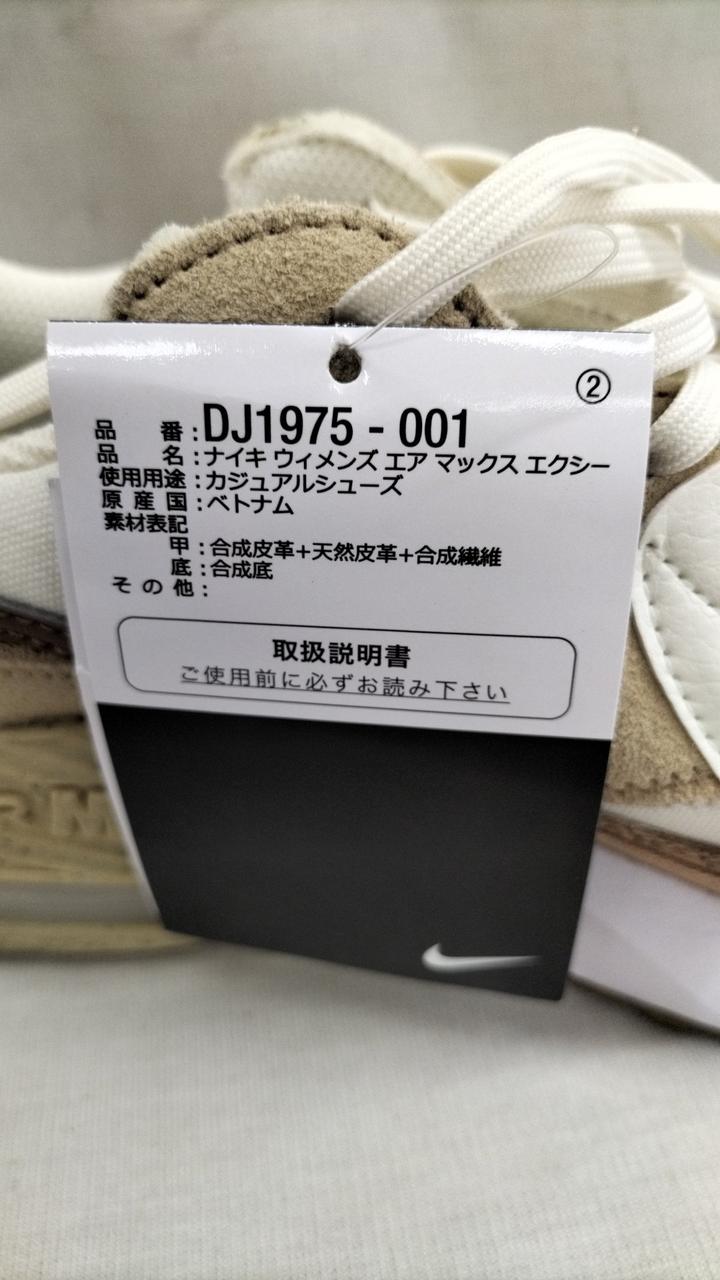 ②
品 番:DJ1975 - 001
品 名:ナイキ ウィメンズ エア マックス エクシー
使用用途:カジュアルシューズ
原 産 国:ベトナム
素材表記
甲:合成皮革+天然皮革+合成繊維
底:合成底
そ の 他:
取扱説明書
ご使用前に必ずお読み下さい